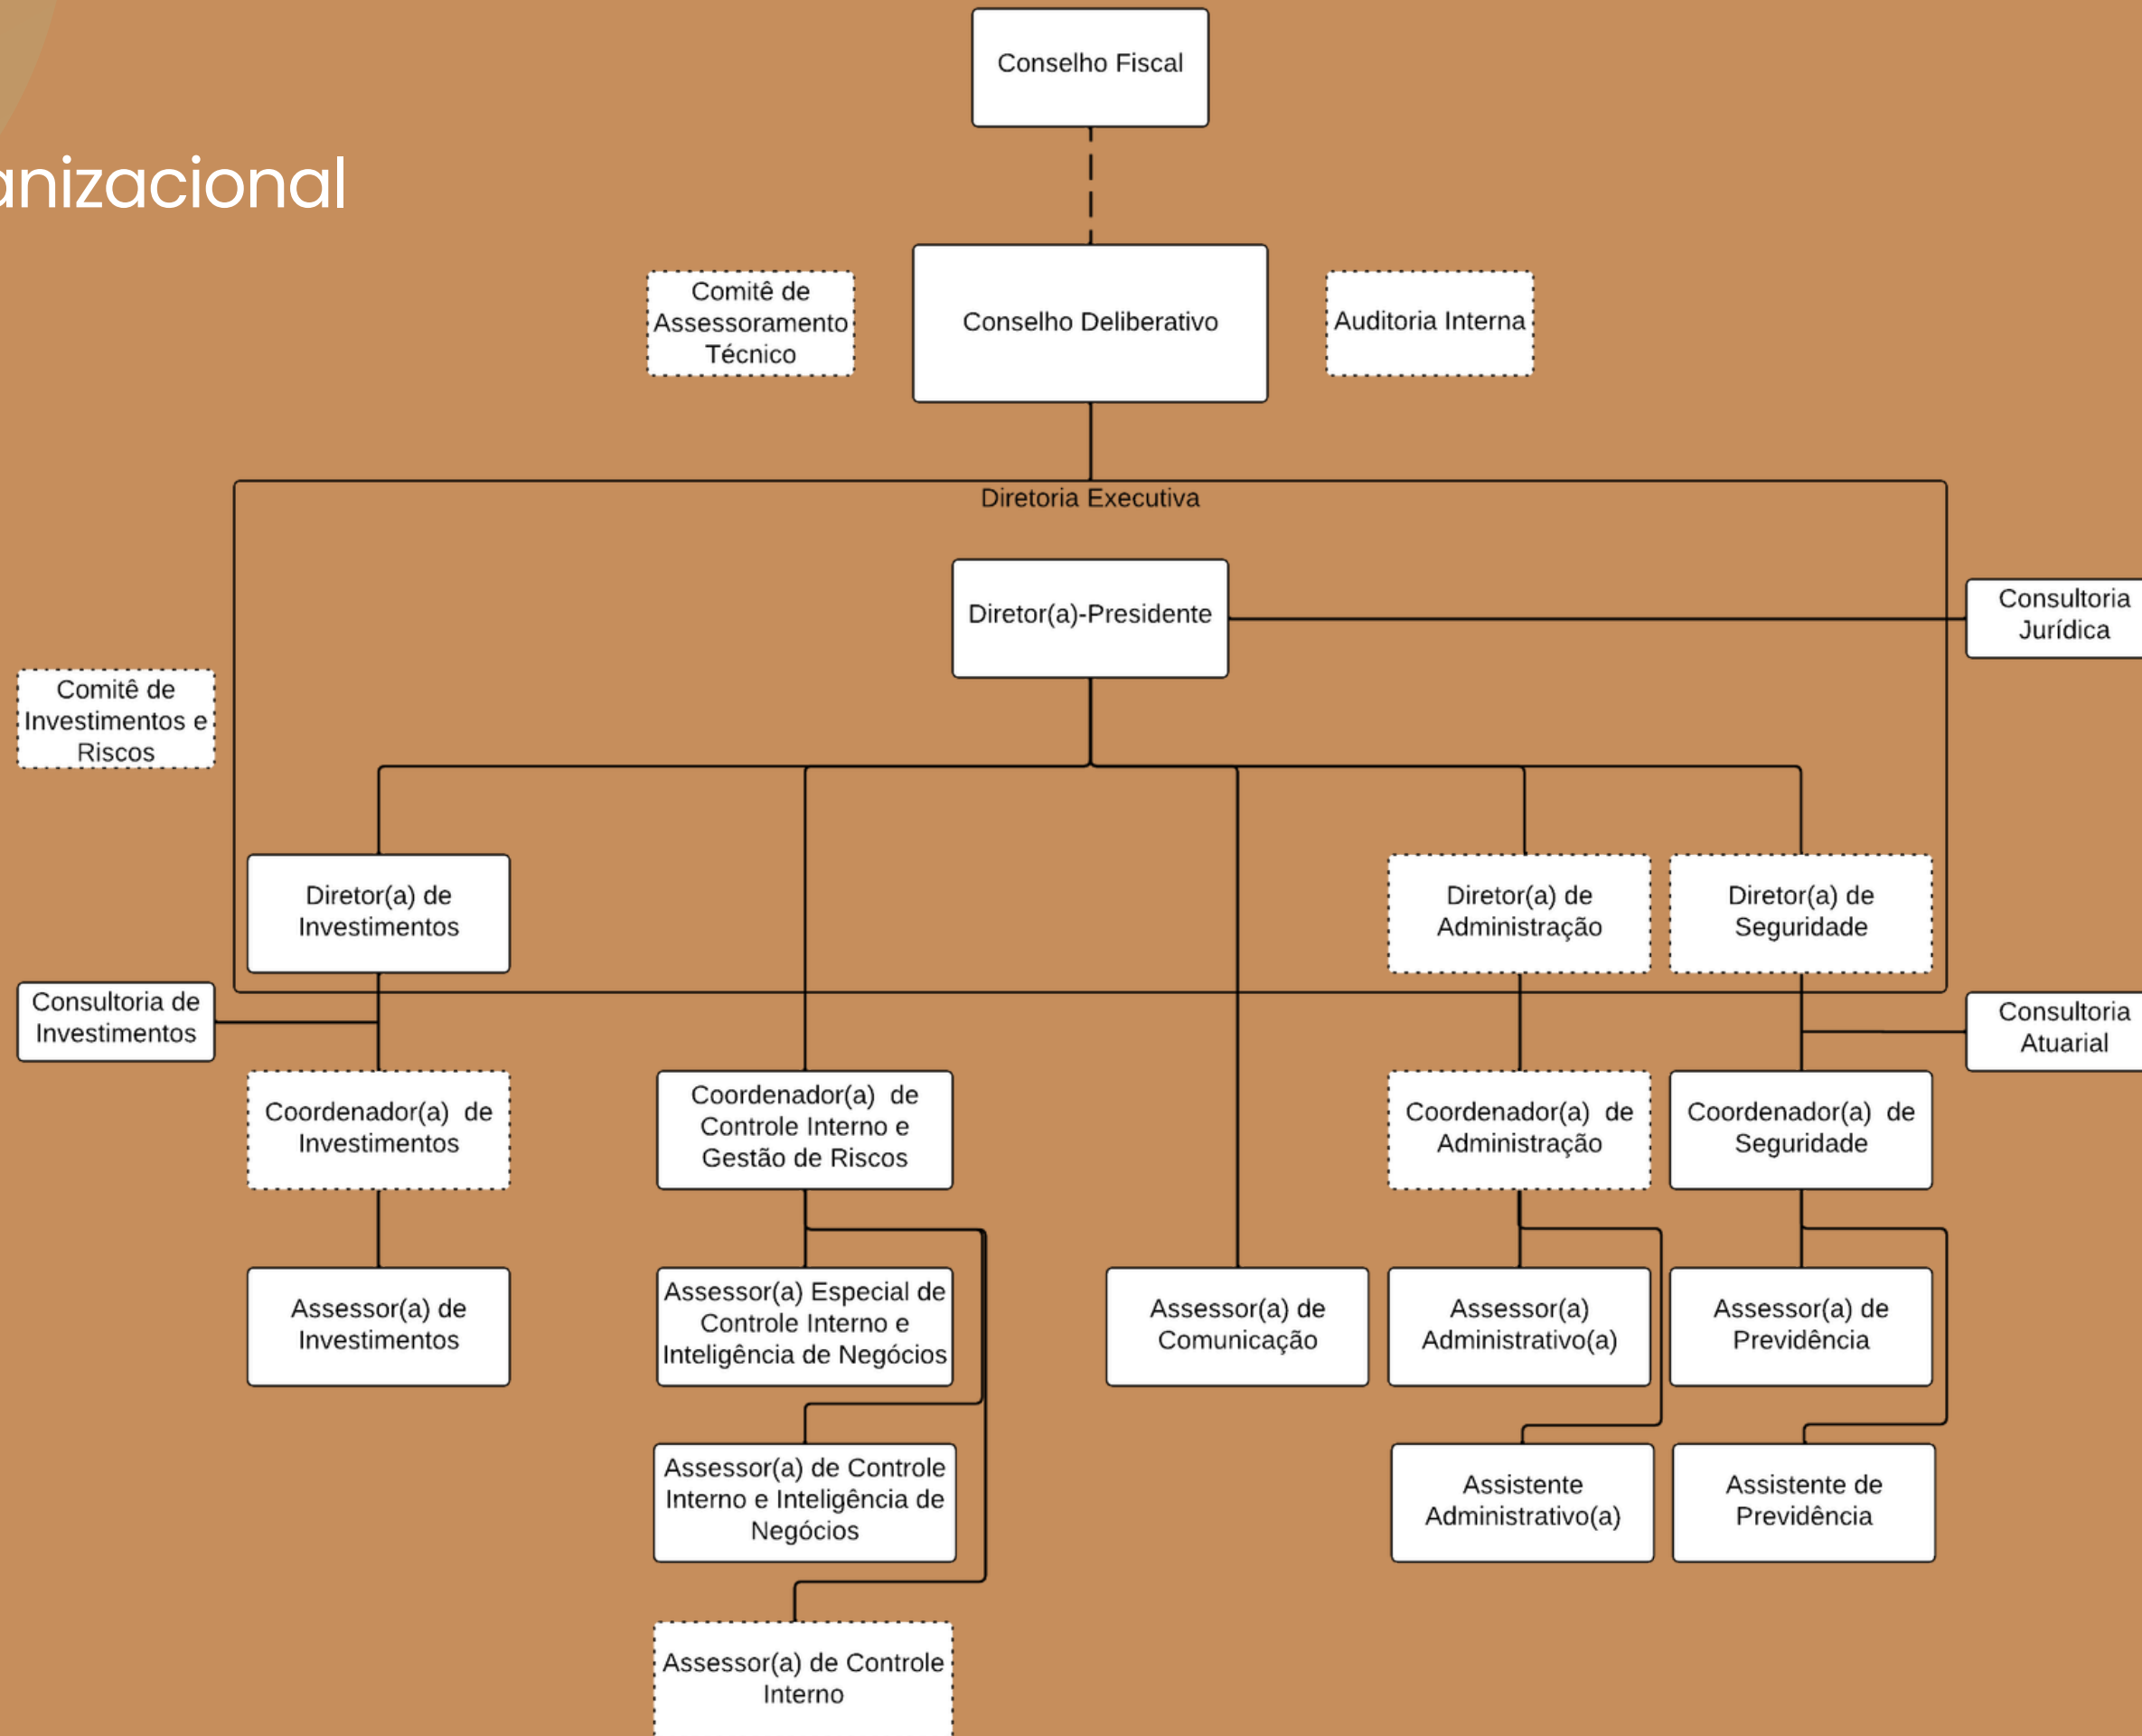 Conselho Fiscal
anizacional
Comitê de
Assessoramento
Técnico
Conselho Deliberativo
Auditoria Interna
Diretoria Executiva
Diretor(a)-Presidente
Consultoria
Jurídica
Comitê de
Investimentos e
Riscos
Diretor(a) de
Investimentos
Diretor(a) de
Administração
Diretor(a) de
Seguridade
Consultoria de
Investimentos
Consultoria
Atuarial
Coordenador(a)  de
Investimentos
Coordenador(a)  de
Controle Interno e
Gestão de Riscos
Coordenador(a)  de
Administração
Coordenador(a)  de
Seguridade
Assessor(a) de
Investimentos
Assessor(a) Especial de
Controle Interno e
Inteligência de Negócios
Assessor(a) de
Comunicação
Assessor(a)
Administrativo(a)
Assessor(a) de
Previdência
Assessor(a) de Controle
Interno e Inteligência de
Negócios
Assistente
Administrativo(a)
Assistente de
Previdência
Assessor(a) de Controle
Interno